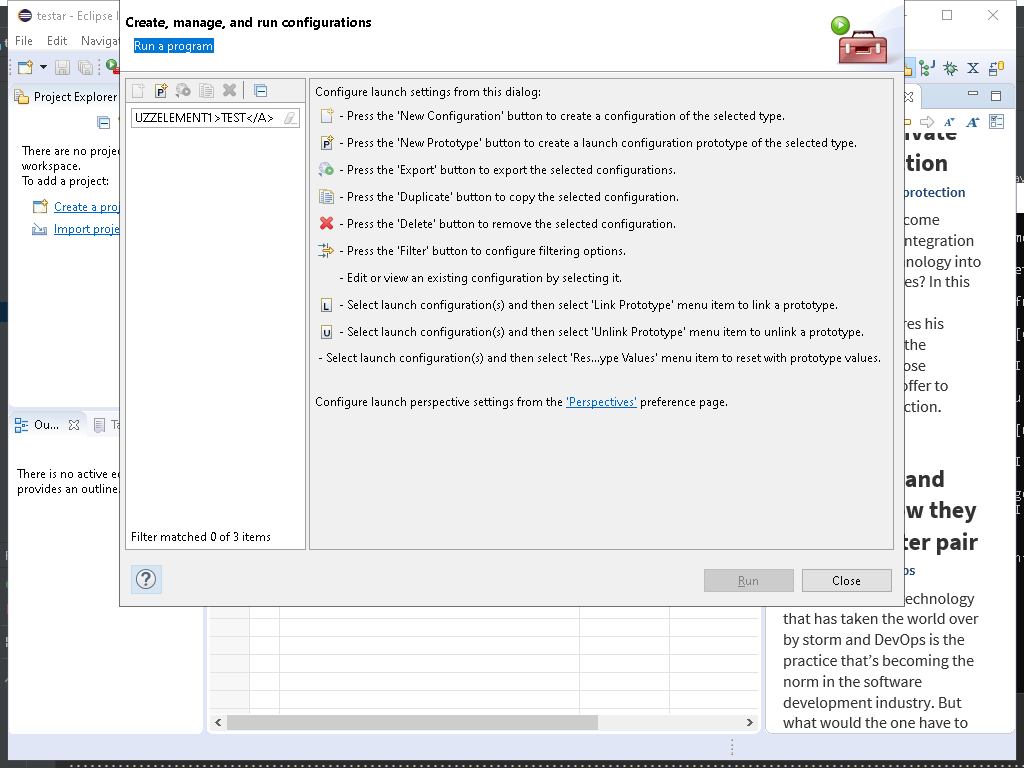 testar - Eclipse
File Edit Naviga
Project Explorer
There are no proje
workspace.
To add a project:
Create a proj
Import proje
Ou...
Ta
There is no active e
provides an outline.
Create, manage, and run configurations
Run a program
UZZELEMENT1>TEST</A>
Filter matched 0 of 3 items
Configure launch settings from this dialog:
- Press the 'New Configuration' button to create a configuration of the selected type.
P - Press the 'New Prototype' button to create a launch configuration prototype of the selected type.
- Press the 'Export' button to export the selected configurations.
- Press the 'Duplicate' button to copy the selected configuration.
- Press the 'Delete' button to remove the selected configuration.
- Press the 'Filter' button to configure filtering options.
- Edit or view an existing configuration by selecting it.
L - Select launch configuration(s) and then select 'Link Prototype' menu item to link a prototype.
U - Select launch configuration(s) and then select 'Unlink Prototype' menu item to unlink a prototype.
- Select launch configuration(s) and then select 'Res...ype Values' menu item to reset with prototype values.
Configure launch perspective settings from the 'Perspectives' preference page.
?
Run
Close
vate
tion
protection
come
ntegration
nology into
es? In this
res his
the
ose
offer to
ction.
and
w they
ter pair
ps
echnology
that has taken the world over
by storm and DevOps is the
practice that's becoming the
norm in the software
development industry. But
what would the one have to